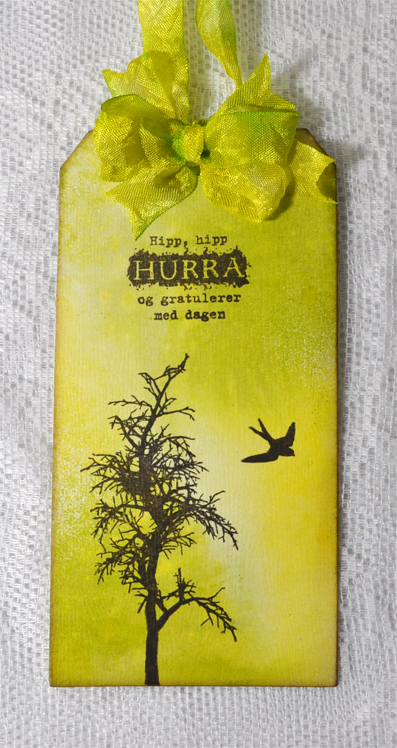 Hipp, hipp
HURRA
og gratulerer
med dagen